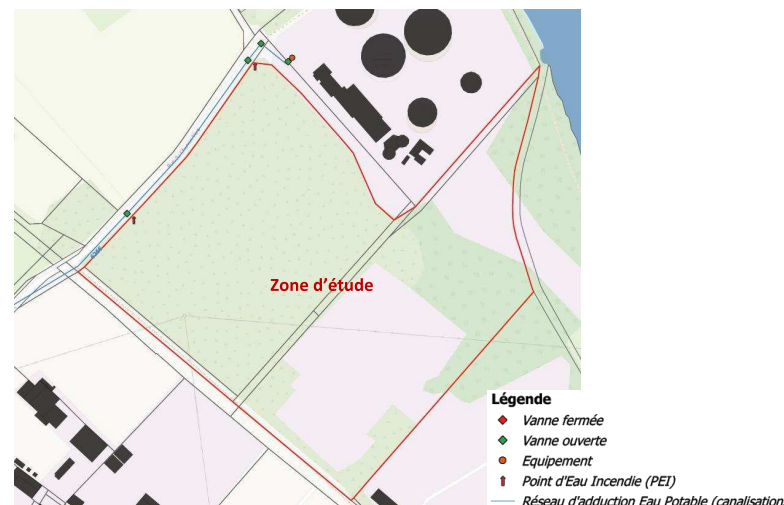 Zone d'étude
Légende
Vanne fermée
Vanne ouverte
Equipement
Point d'Eau Incendie (PEI)
Réseau d'adduction Eau Potable (canalisation